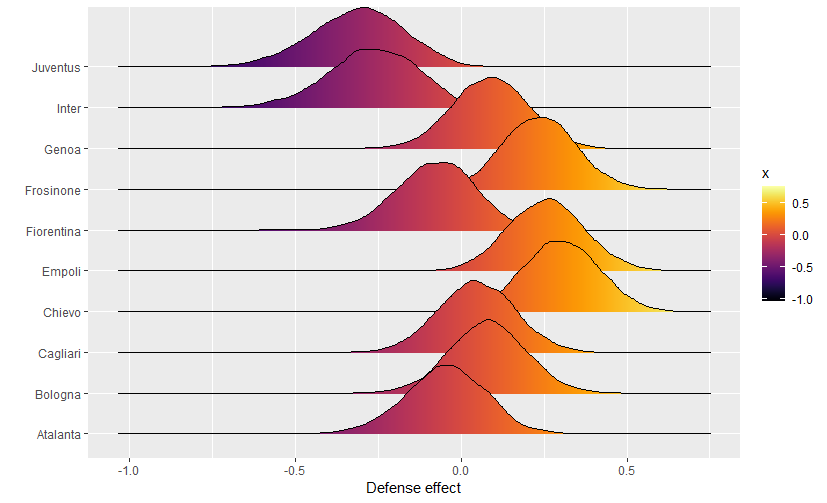 Juventus
Inter
Genoa
Frosinone
Fiorentina
Empoli
Chievo
Cagliari
Bologna
Atalanta
-1.0 -0.5 0.0 0.5
Defense effect
x
0.5
0.0
-0.5
-1.0